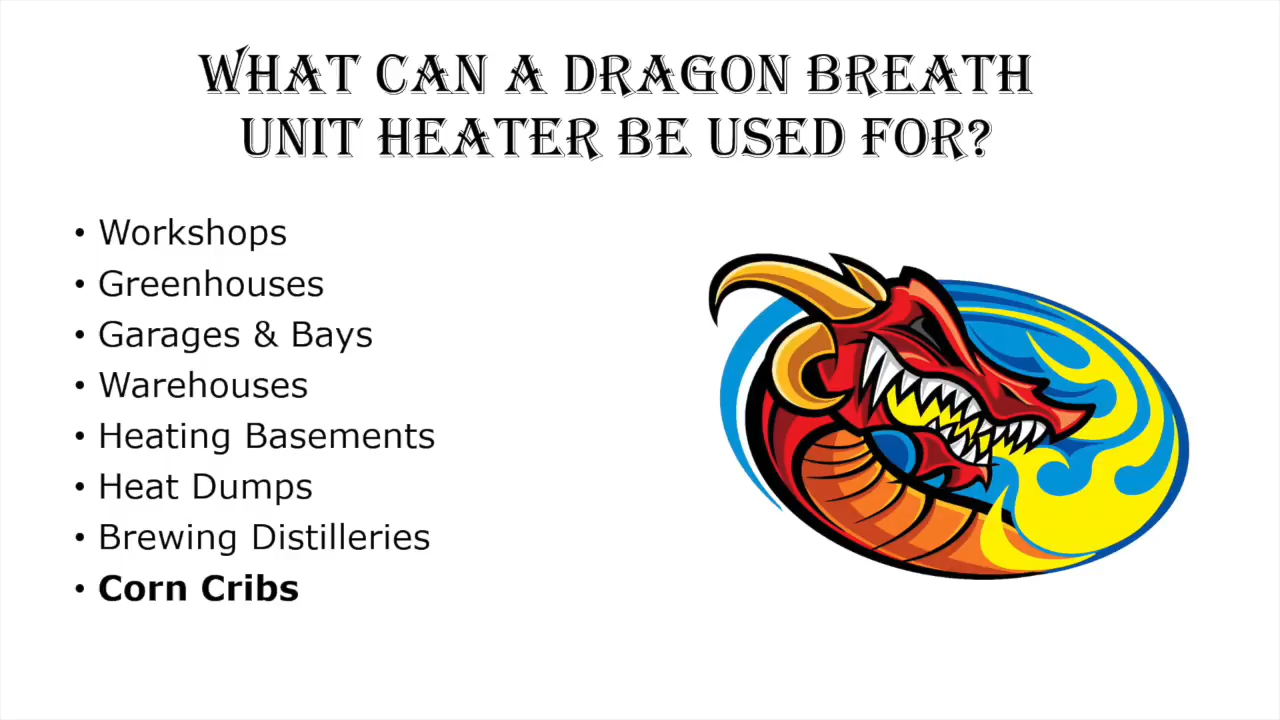 WHAT CAN A DRAGON BREATH
UNIT HEATER BE USED FOR?
• Workshops
• Greenhouses
• Garages & Bays
• Warehouses
• Heating Basements
• Heat Dumps
• Brewing Distilleries
• Corn Cribs